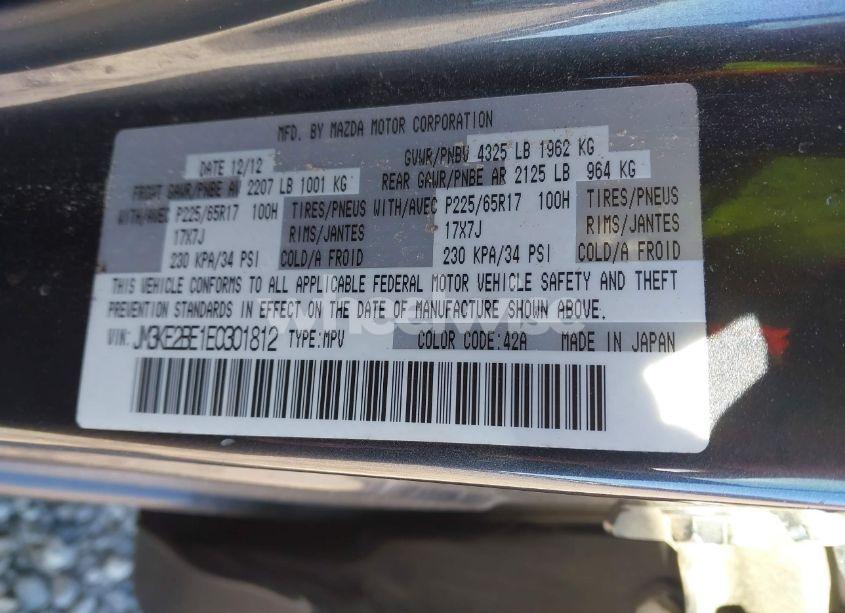 MFD. BY MAZDA MOTOR CORPORATION
DATE 12/12 GVWR/PNBV 4325 LB 1962 KG
FRONT GAWR/PNBE AV 2207 LB 1001 KG REAR GAWR/PNBE AR 2125 LB 964 KG
WITH/AVEC P225/65R17 100H TIRES/PNEUS WITH/AVEC P225/65R17 100H TIRES/PNEUS
17X7J RIMS/JANTES 17X7J RIMS/JANTES
230 KPA/34 PSI COLD/A FROID 230 KPA/34 PSI COLD/A FROID
THIS VEHICLE CONFORMS TO ALL APPLICABLE FEDERAL MOTOR VEHICLE SAFETY AND THEFT
PREVENTION STANDARDS IN EFFECT ON THE DATE OF MANUFACTURE SHOWN ABOVE.
wheelwise
VIN: JM3KE2BE1E0301812 TYPE:MPV COLOR CODE:42A MADE IN JAPAN